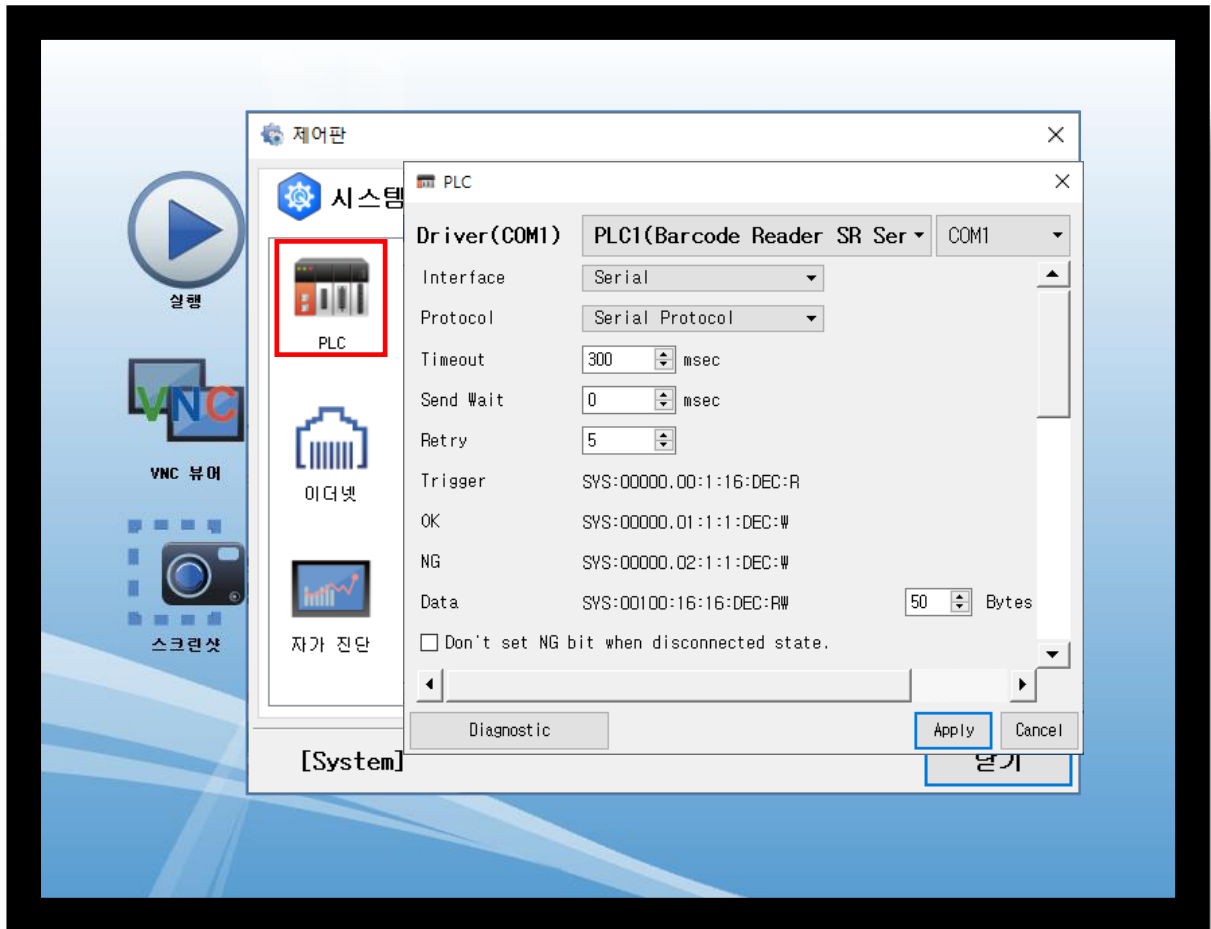 제어판
시스템
PLC
Driver(COM1) PLC1(Barcode Reader SR Ser COM1
Interface Serial
Protocol Serial Protocol
Timeout 300 msec
Send Wait 0 msec
Retry 5
Trigger SYS:00000.00:1:16:DEC:R
OK SYS:00000.01:1:1:DEC:W
NG SYS:00000.02:1:1:DEC:W
Data SYS:00100:16:16:DEC:RW 50 Bytes
Don't set NG bit when disconnected state.
Diagnostic Apply Cancel
실행
VNC
VNC 뷰어
스크린샷
PLC
이더넷
자가 진단
[System] 닫기